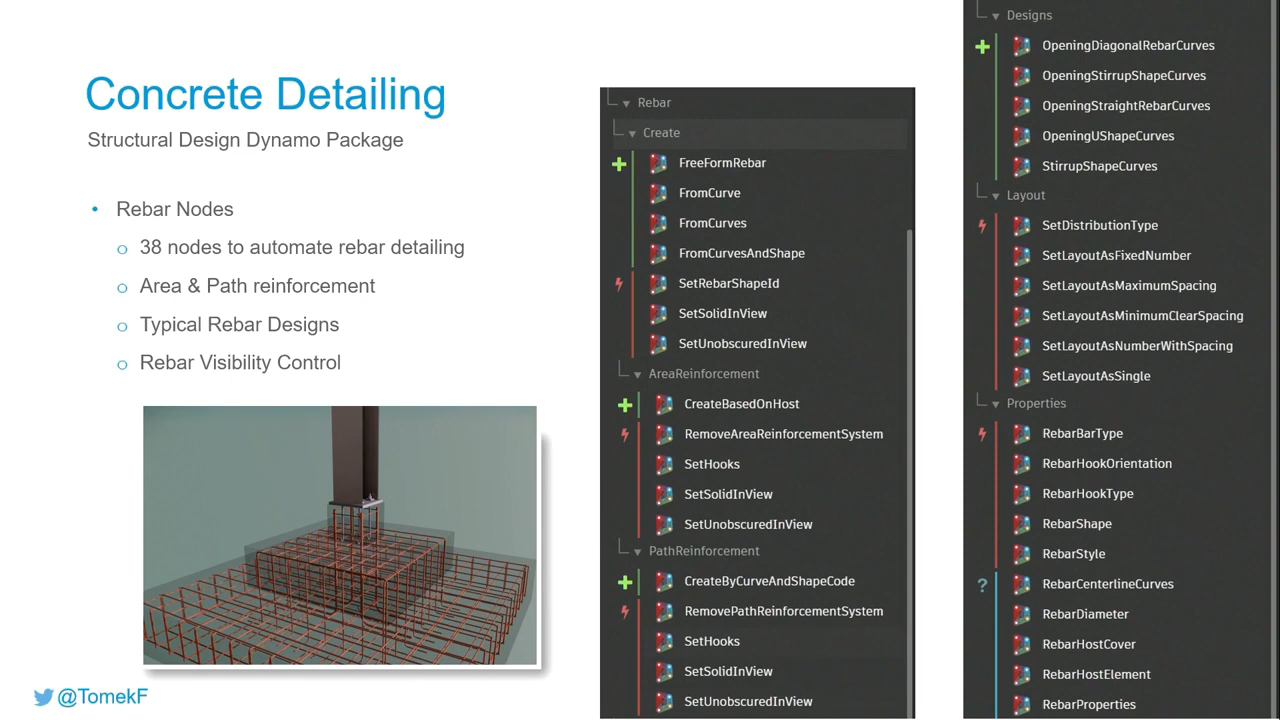 Concrete Detailing
Structural Design Dynamo Package
• Rebar Nodes
o 38 nodes to automate rebar detailing
o Area & Path reinforcement
o Typical Rebar Designs
o Rebar Visibility Control
@TomekF
Rebar
Create
FreeFormRebar
FromCurve
FromCurves
FromCurvesAndShape
SetRebarShapeId
SetSolidInView
SetUnobscuredInView
AreaReinforcement
CreateBasedOnHost
RemoveAreaReinforcementSystem
SetHooks
SetSolidInView
SetUnobscuredInView
PathReinforcement
CreateByCurveAndShapeCode
RemovePathReinforcementSystem
SetHooks
SetSolidInView
SetUnobscuredInView
Designs
OpeningDiagonalRebarCurves
OpeningStirrupShapeCurves
OpeningStraightRebarCurves
OpeningUShapeCurves
StirrupShapeCurves
Layout
SetDistributionType
SetLayoutAsFixedNumber
SetLayoutAsMaximumSpacing
SetLayoutAsMinimumClearSpacing
SetLayoutAsNumberWithSpacing
SetLayoutAsSingle
Properties
RebarBarType
RebarHookOrientation
RebarHookType
RebarShape
RebarStyle
? RebarCenterlineCurves
RebarDiameter
RebarHostCover
RebarHostElement
RebarProperties